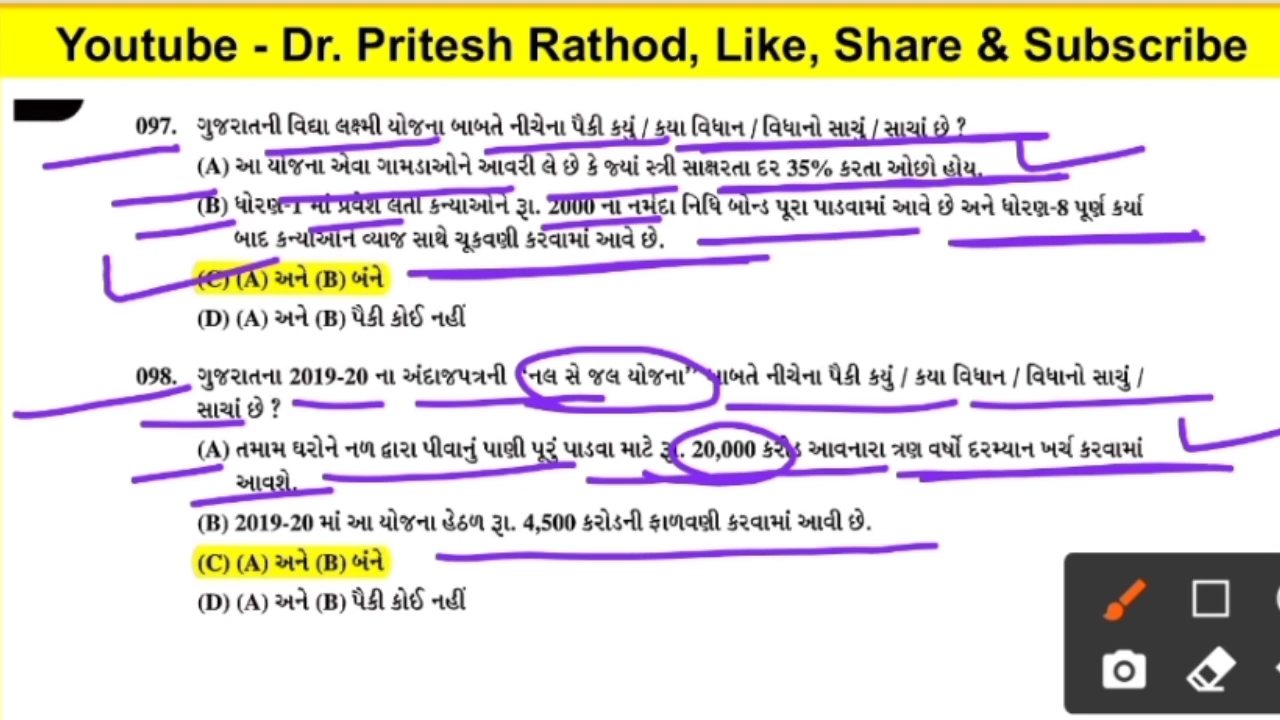 Youtube - Dr. Pritesh Rathod, Like, Share & Subscribe
097. ગુજરાતની વિદ્યા લક્ષ્મી યોજના બાબતે નીચેના પૈકી કયું / કયા વિધાન / વિધાનો સાચું / સાચાં છે ?
(A) આ યોજના એવા ગામડાઓને આવરી લે છે કે જ્યાં સ્ત્રી સાક્ષરતા દર 35% કરતા ઓછો હોય.
(B) ધોરણ-1 માં પ્રવેશ લેતી કન્યાઓને રૂા. 2000 ના નર્મદા નિધિ બોન્ડ પૂરા પાડવામાં આવે છે અને ધોરણ-8 પૂર્ણ કર્યા
બાદ કન્યાઓને વ્યાજ સાથે ચૂકવણી કરવામાં આવે છે.
(C) (A) અને (B) બંને
(D) (A) અને (B) પૈકી કોઈ નહીં
098. ગુજરાતના 2019-20 ના અંદાજપત્રની "નલ સે જલ યોજના" બાબતે નીચેના પૈકી કયું / કયા વિધાન / વિધાનો સાચું /
સાચાં છે ?
(A) તમામ ઘરોને નળ દ્વારા પીવાનું પાણી પૂરું પાડવા માટે રૂા. 20,000 કરોડ આવનારા ત્રણ વર્ષો દરમ્યાન ખર્ચ કરવામાં
આવશે.
(B) 2019-20 માં આ યોજના હેઠળ રૂા. 4,500 કરોડની ફાળવણી કરવામાં આવી છે.
(C) (A) અને (B) બંને
(D) (A) અને (B) પૈકી કોઈ નહીં